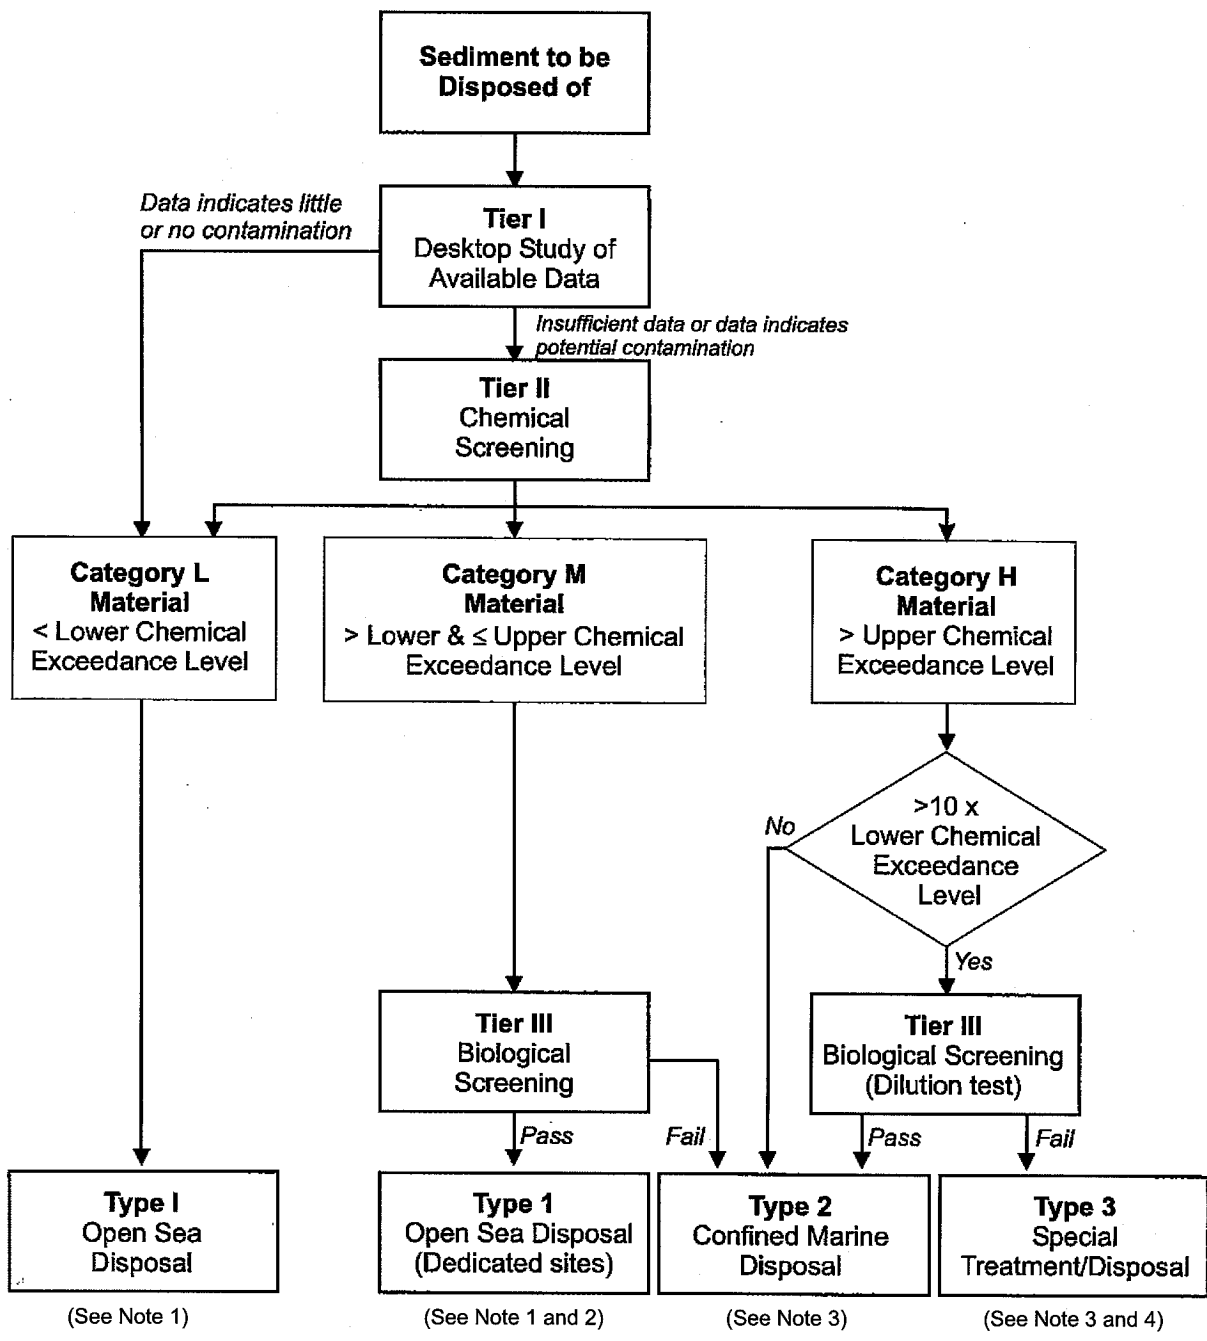 Sediment to be
Disposed of
Data indicates little
or no contamination
Tier I
Desktop Study of
Available Data
Insufficient data or data indicates
potential contamination
Tier II
Chemical
Screening
Category L
Material
< Lower Chemical
Exceedance Level
Category M
Material
> Lower & ≤ Upper Chemical
Exceedance Level
Category H
Material
> Upper Chemical
Exceedance Level
>10 x
Lower Chemical
Exceedance
Level
No
Yes
Tier III
Biological
Screening
Tier III
Biological Screening
(Dilution test)
Pass
Fail
Pass
Fail
Type I
Open Sea
Disposal
Type 1
Open Sea Disposal
(Dedicated sites)
Type 2
Confined Marine
Disposal
Type 3
Special
Treatment/Disposal
(See Note 1)
(See Note 1 and 2)
(See Note 3)
(See Note 3 and 4)